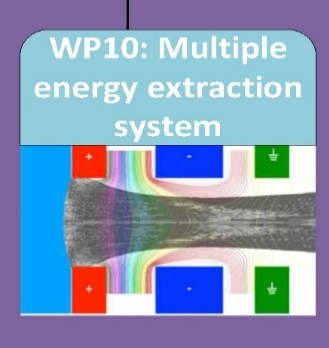 WP10: Multiple
energy extraction
system
+ -
+ -